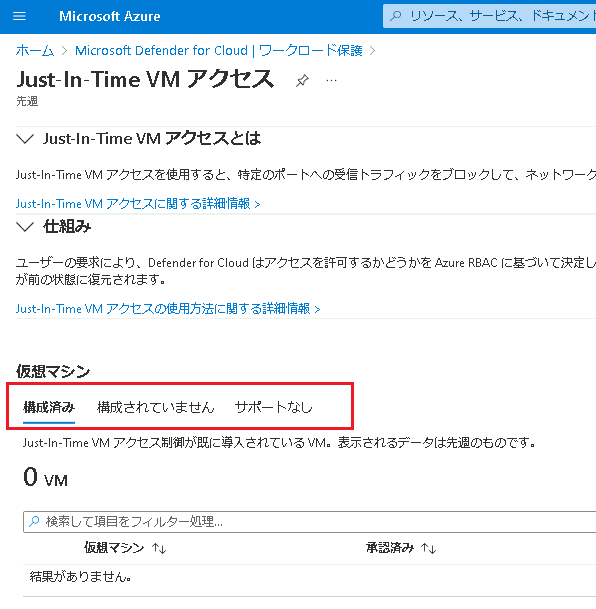 Microsoft Azure
リソース、サービス、ドキュメント
ホーム > Microsoft Defender for Cloud | ワークロード保護 >
Just-In-Time VM アクセス ...
先週
Just-In-Time VM アクセスとは
Just-In-Time VM アクセスを使用すると、特定のポートへの受信トラフィックをブロックして、ネットワーク
Just-In-Time VM アクセスに関する詳細情報 >
仕組み
ユーザーの要求により、Defender for Cloud はアクセスを許可するかどうかを Azure RBAC に基づいて決定し
が前の状態に復元されます。
Just-In-Time VM アクセスの使用方法に関する詳細情報 >
仮想マシン
構成済み 構成されていません サポートなし
Just-In-Time VM アクセス制御が既に導入されている VM。表示されるデータは先週のものです。
0 VM
検索して項目をフィルター処理...
仮想マシン ↑↓ 承認済み ↑↓
結果がありません。